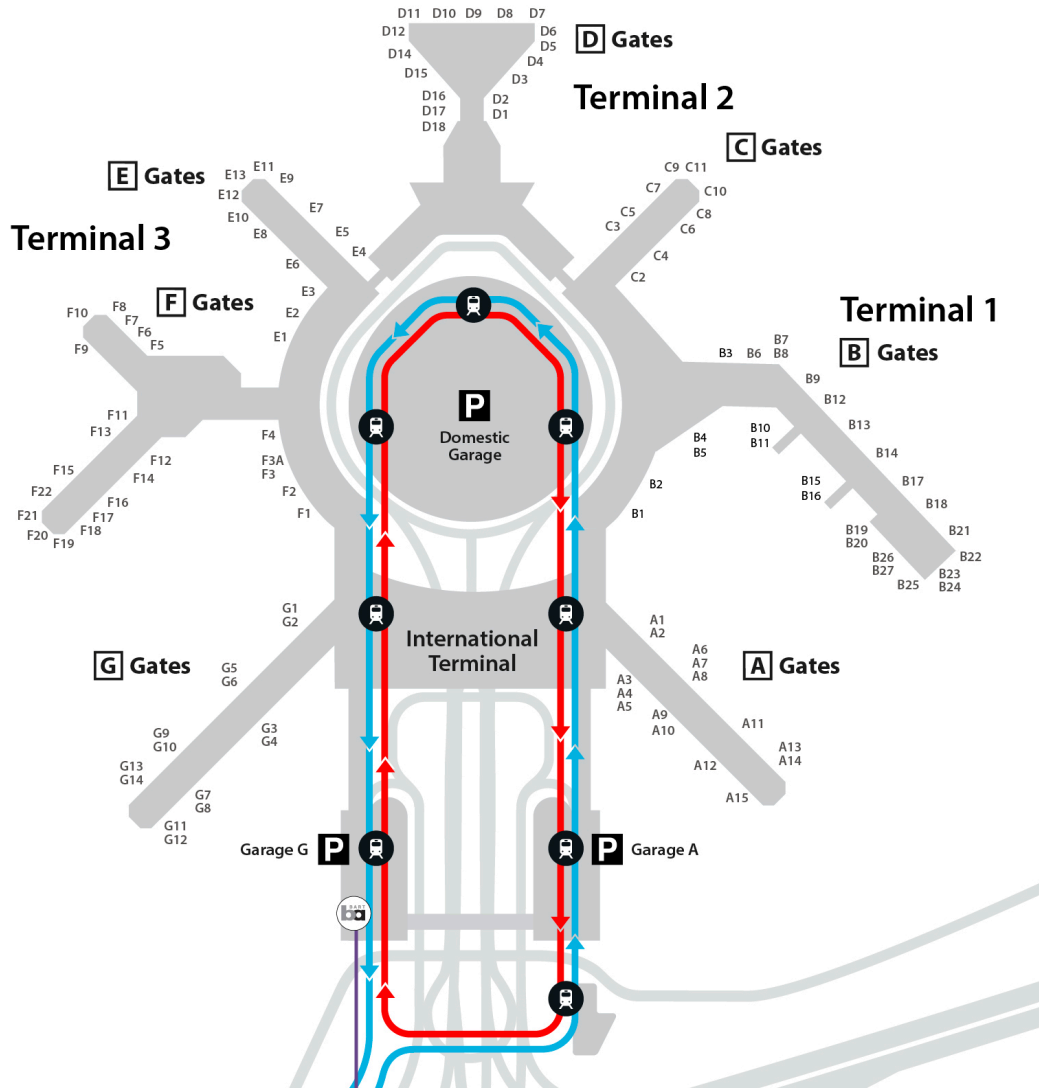 D11 D10 D9 D8 D7
D12
D6
D5
D14
D4
D15
D3
D16
D17
D18
D2
D1
D Gates
Terminal 2
C Gates
C9 C11
C7
C10
C5
C8
C3
C6
C4
C2
E Gates
E13
E11
E9
E12
E10
E7
E8
E5
E4
E6
E3
E2
E1
Terminal 3
F Gates
F10
F8
F7
F6
F5
F9
F11
F13
F12
F14
F15
F22
F21
F20
F19
F18
F17
F16
F4
F3A
F3
F2
F1
Terminal 1
B Gates
B3
B6
B7
B8
B9
B12
B13
B10
B11
B4
B5
B14
B2
B15
B16
B17
B18
B1
B19
B20
B21
B22
B26
B27
B25
B23
B24
P
Domestic
Garage
International
Terminal
G1
G2
G Gates
G5
G6
G3
G4
G9
G10
G13
G14
G7
G8
G11
G12
A1
A2
A Gates
A6
A7
A8
A3
A4
A5
A9
A10
A11
A13
A14
A12
A15
Garage G P
P Garage A
BART
ba